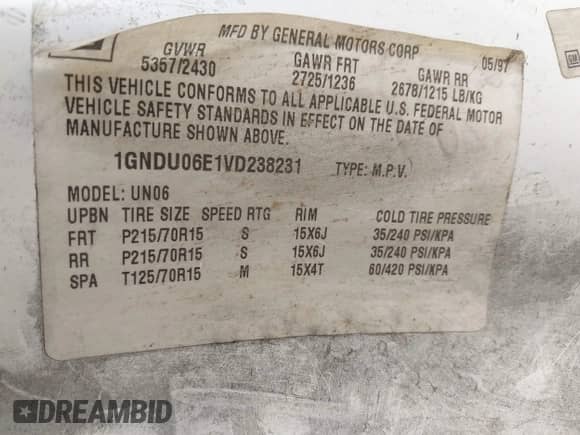 MFD BY GENERAL MOTORS CORP
GVWR GAWR FRT GAWR RR 05/97
5357/2430 2725/1236 2678/1215 LB/KG
THIS VEHICLE CONFORMS TO ALL APPLICABLE U.S. FEDERAL MOTOR
VEHICLE SAFETY STANDARDS IN EFFECT ON THE DATE OF
MANUFACTURE SHOWN ABOVE.
1GNDU06E1VD238231 TYPE: M.P.V.
MODEL: UN06
UPBN TIRE SIZE SPEED RTG RIM COLD TIRE PRESSURE
FRT P215/70R15 S 15X6J 35/240 PSI/KPA
RR P215/70R15 S 15X6J 35/240 PSI/KPA
SPA T125/70R15 M 15X4T 60/420 PSI/KPA
GM
DREAMBID